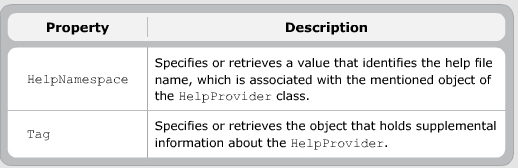 Property Description
Specifies or retrieves a value that identifies the help file
HelpNamespace name, which is associated with the mentioned object of
the HelpProvider class.
Tag Specifies or retrieves the object that holds supplemental
information about the HelpProvider.